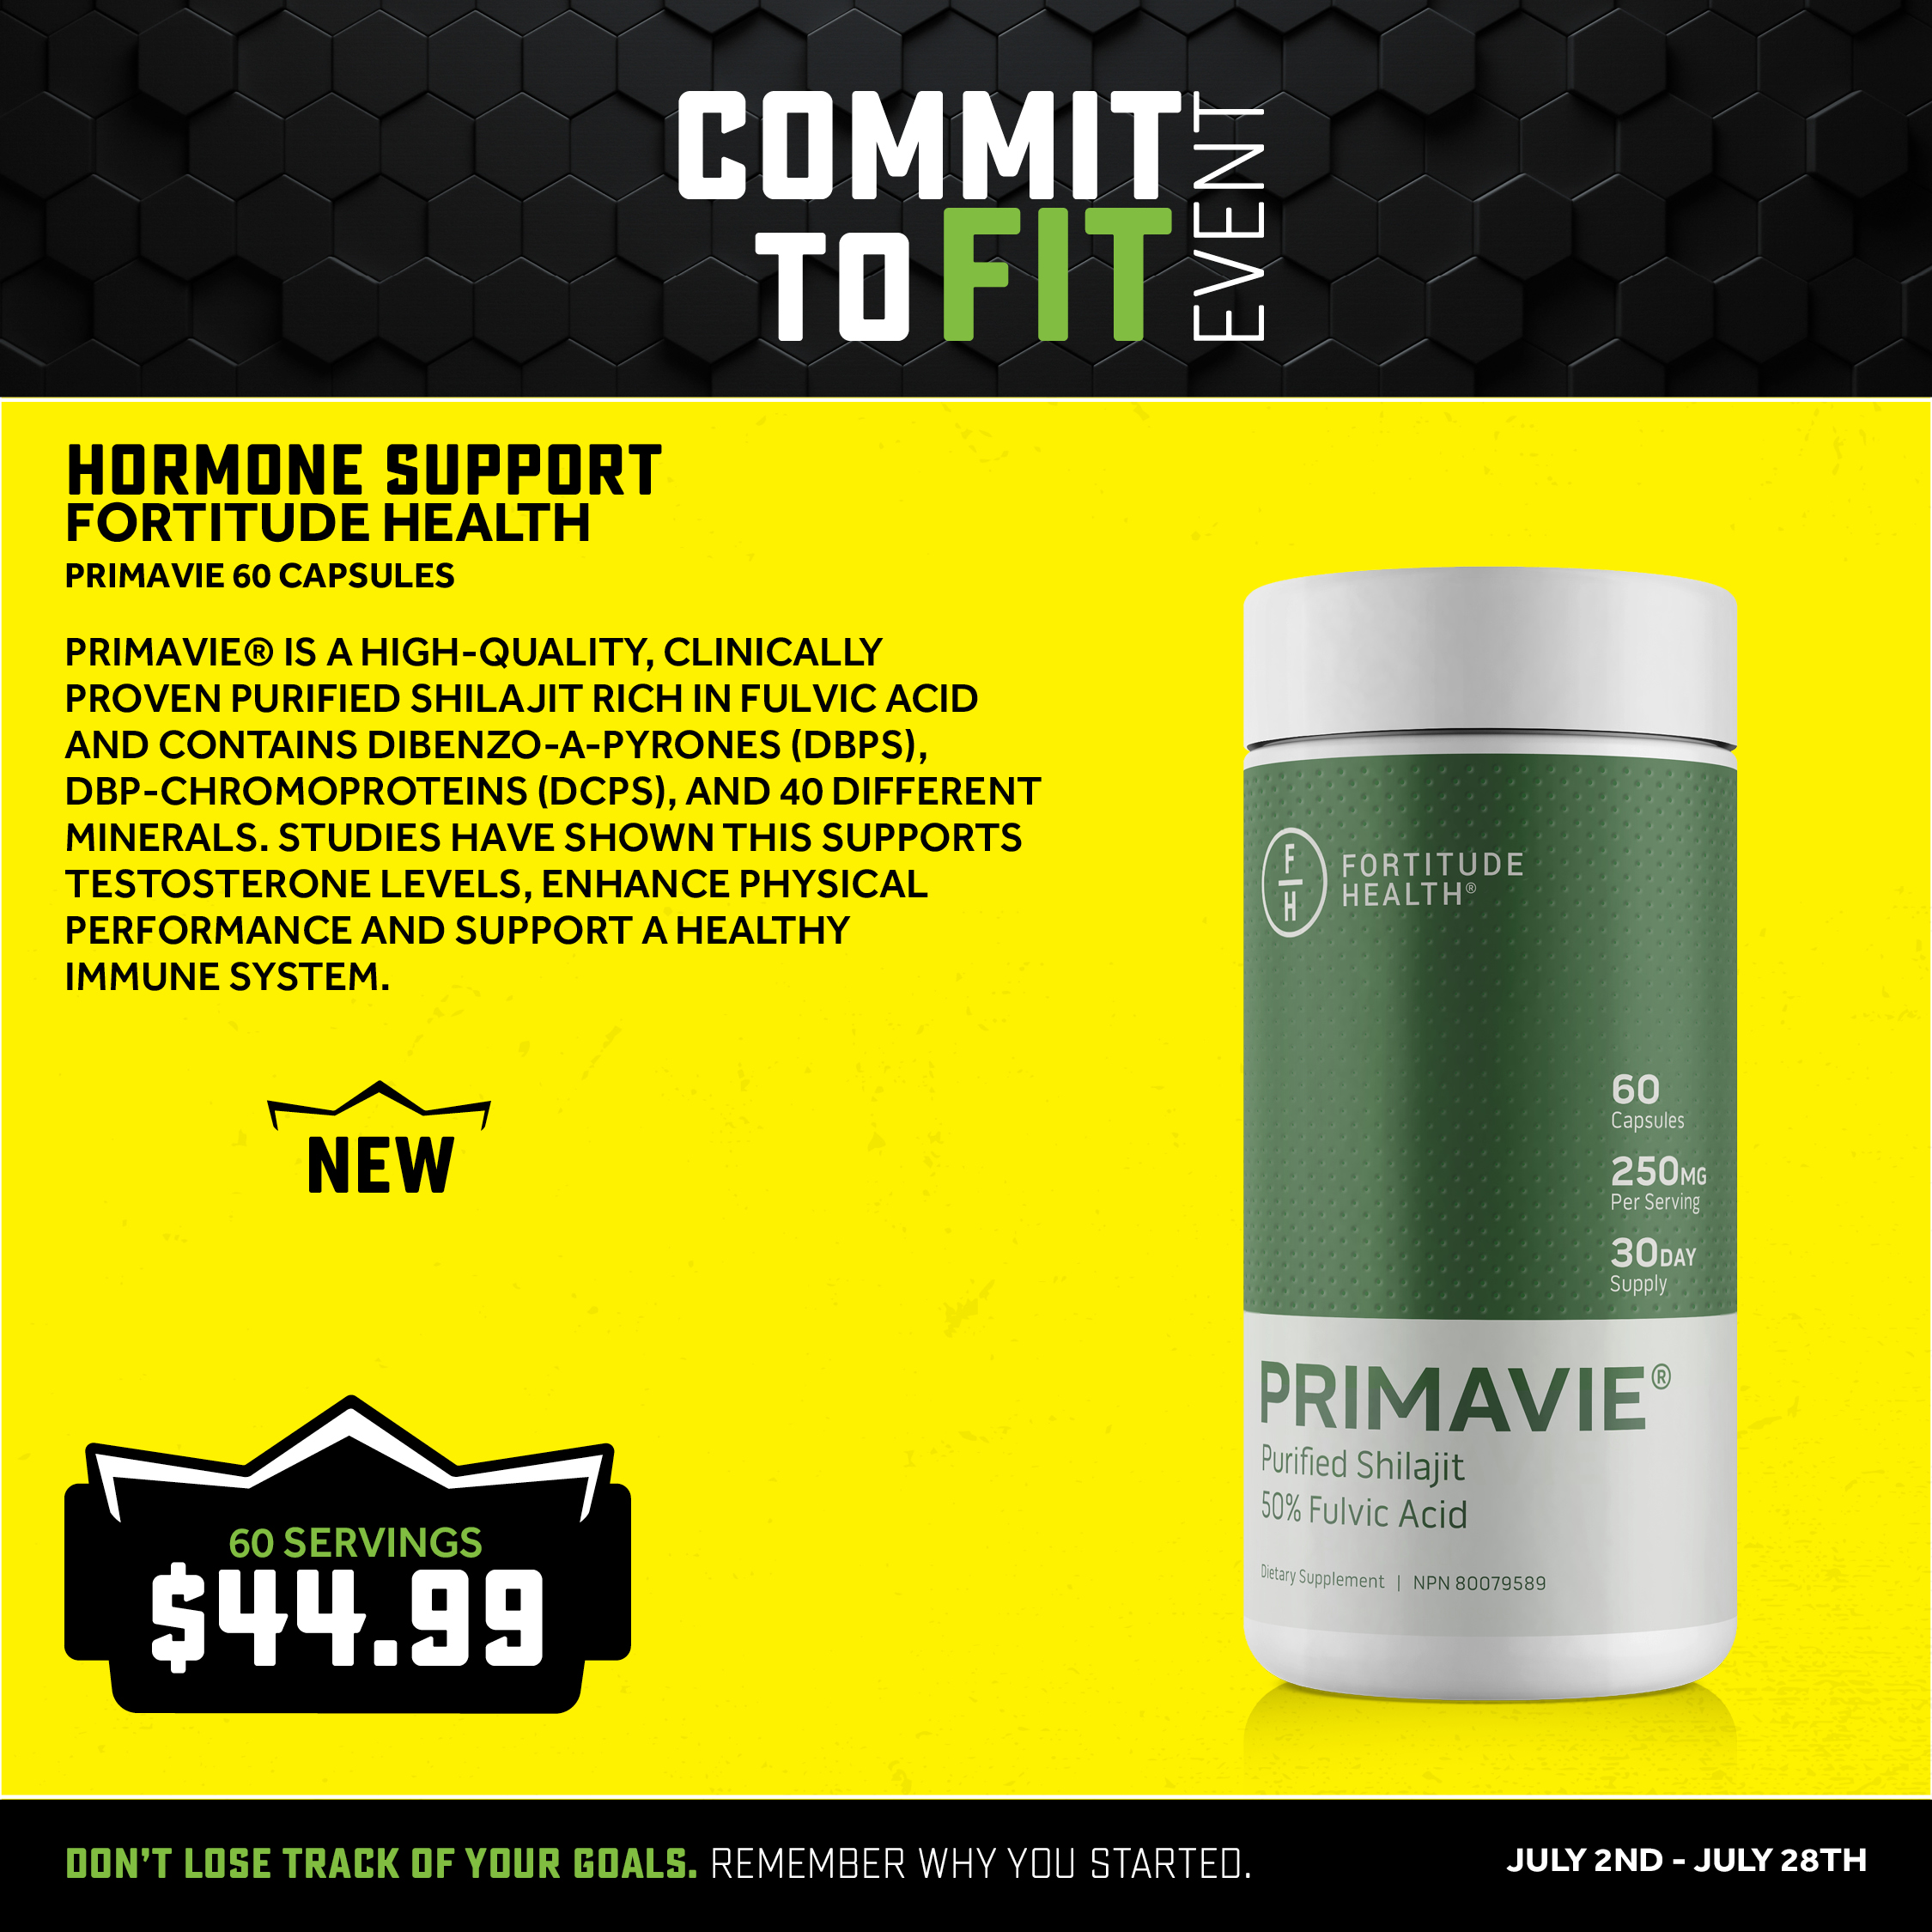 COMMIT
TO FIT
EVENT
HORMONE SUPPORT
FORTITUDE HEALTH
PRIMAVIE 60 CAPSULES
PRIMAVIE® IS A HIGH-QUALITY, CLINICALLY
PROVEN PURIFIED SHILAJIT RICH IN FULVIC ACID
AND CONTAINS DIBENZO-A-PYRONES (DBPS),
DBP-CHROMOPROTEINS (DCPS), AND 40 DIFFERENT
MINERALS. STUDIES HAVE SHOWN THIS SUPPORTS
TESTOSTERONE LEVELS, ENHANCE PHYSICAL
PERFORMANCE AND SUPPORT A HEALTHY
IMMUNE SYSTEM.
NEW
60 SERVINGS
$44.99
F
H
FORTITUDE
HEALTH®
60
Capsules
250MG
Per Serving
30DAY
Supply
PRIMAVIE®
Purified Shilajit
50% Fulvic Acid
Dietary Supplement | NPN 80079589
DON'T LOSE TRACK OF YOUR GOALS. REMEMBER WHY YOU STARTED.
JULY 2ND - JULY 28TH